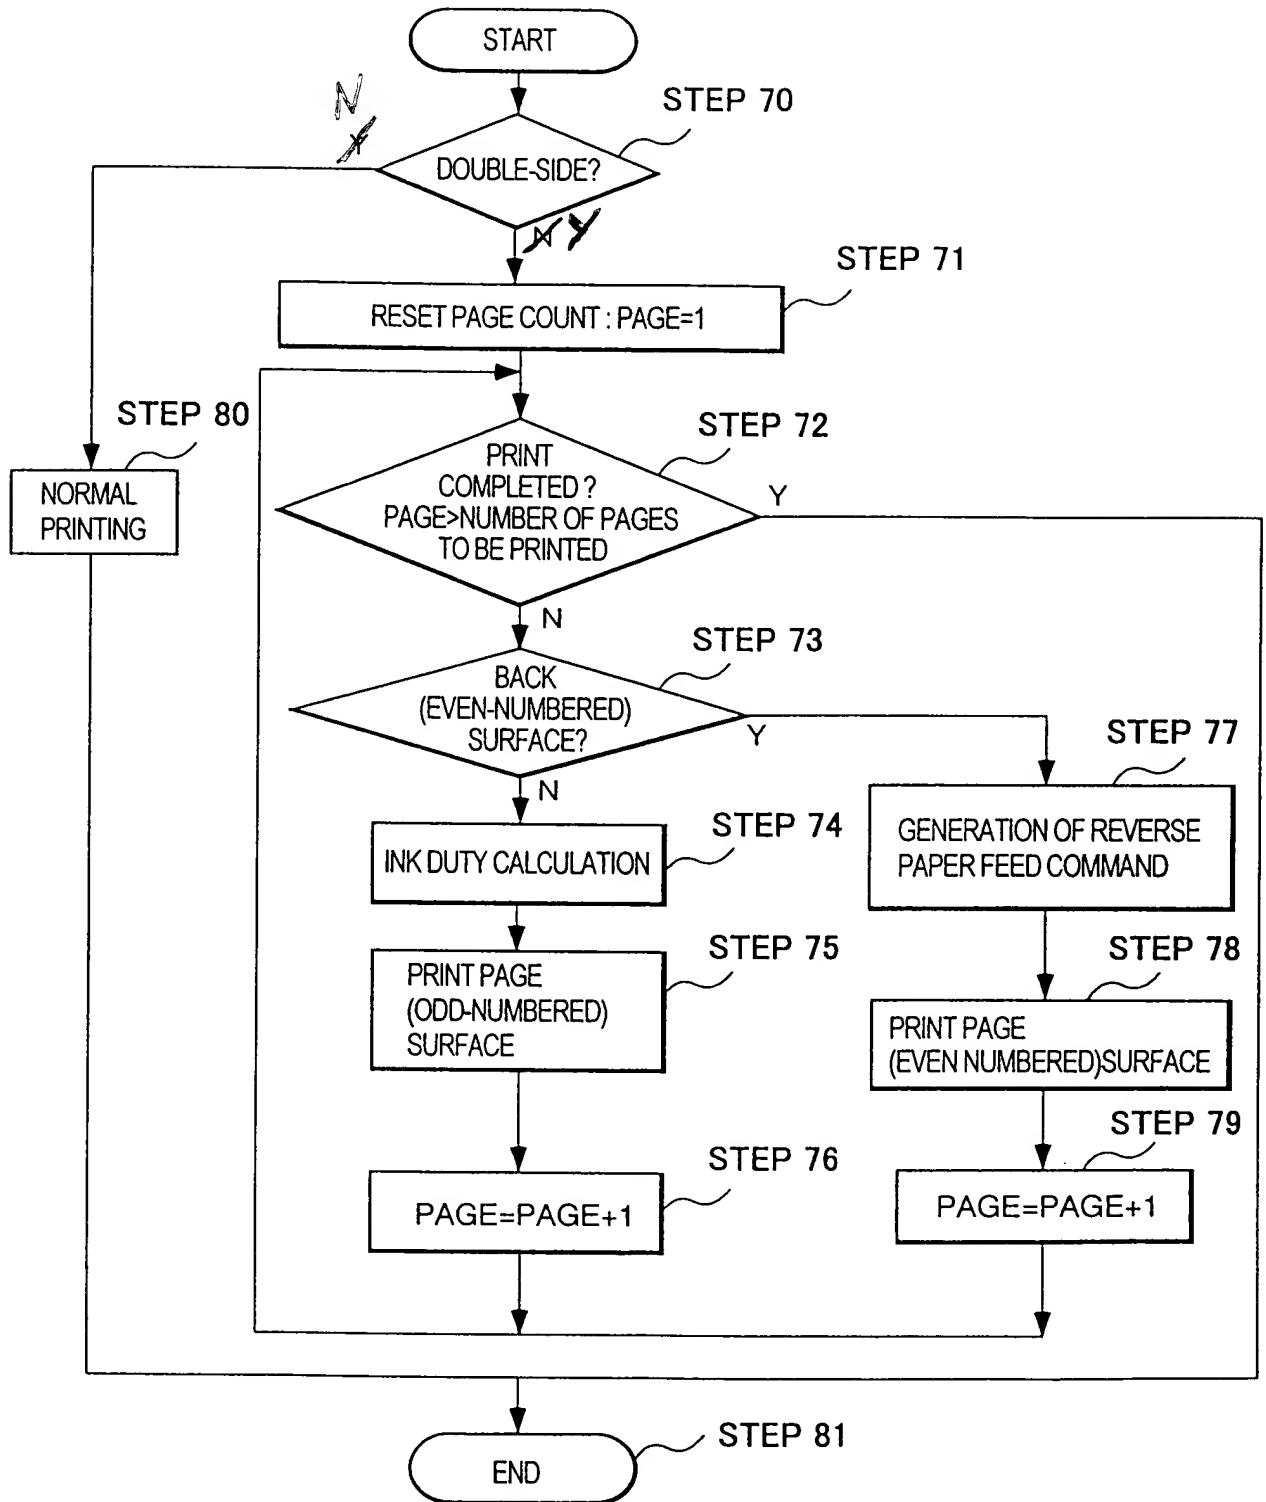 START
STEP 70
N
Y
DOUBLE-SIDE?
N Y
STEP 71
RESET PAGE COUNT : PAGE=1
STEP 80
NORMAL
PRINTING
STEP 72
PRINT
COMPLETED ?
PAGE>NUMBER OF PAGES
TO BE PRINTED
Y
N
STEP 73
BACK
(EVEN-NUMBERED)
SURFACE?
Y
N
STEP 77
GENERATION OF REVERSE
PAPER FEED COMMAND
STEP 74
INK DUTY CALCULATION
STEP 75
PRINT PAGE
(ODD-NUMBERED)
SURFACE
STEP 78
PRINT PAGE
(EVEN NUMBERED)SURFACE
STEP 76
PAGE=PAGE+1
STEP 79
PAGE=PAGE+1
STEP 81
END